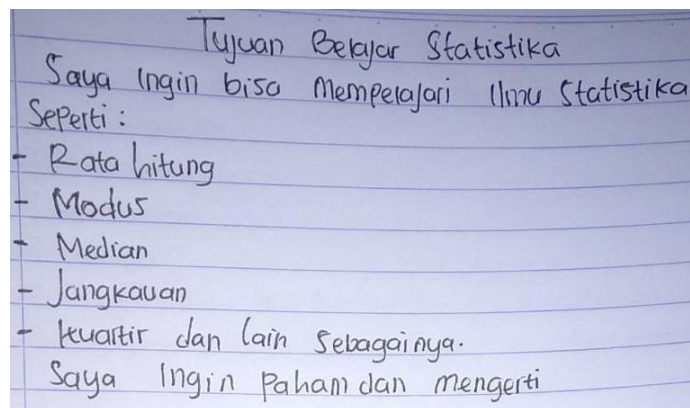 Tujuan Belajar Statistika
Saya Ingin bisa Mempelajari Ilmu Statistika
Seperti :
- Rata hitung
- Modus
- Median
- Jangkauan
- Kuartir dan lain sebagainya.
Saya Ingin paham dan mengerti